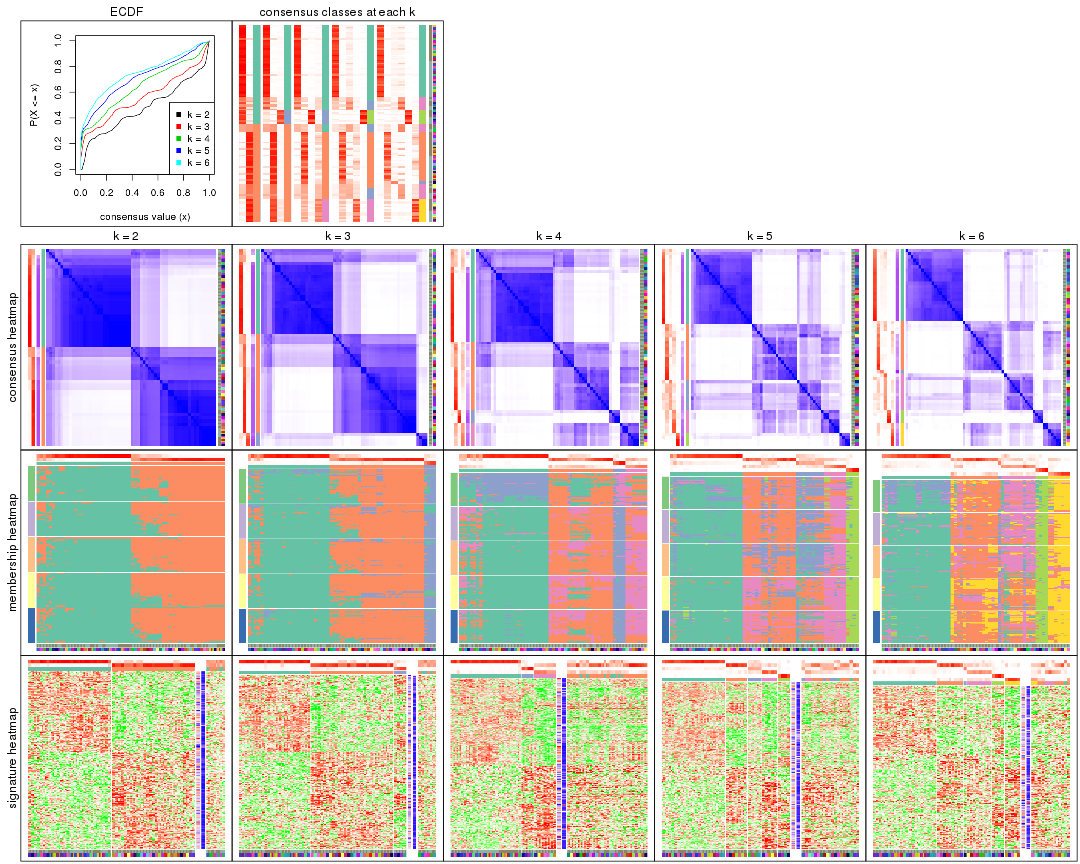 ECDF
consensus classes at each k
P(X <= x)
0.0 0.2 0.4 0.6 0.8 1.0
k = 2
k = 3
k = 4
k = 5
k = 6
0.0 0.2 0.4 0.6 0.8 1.0
consensus value (x)
k = 2 k = 3 k = 4 k = 5 k = 6
consensus heatmap
membership heatmap
signature heatmap